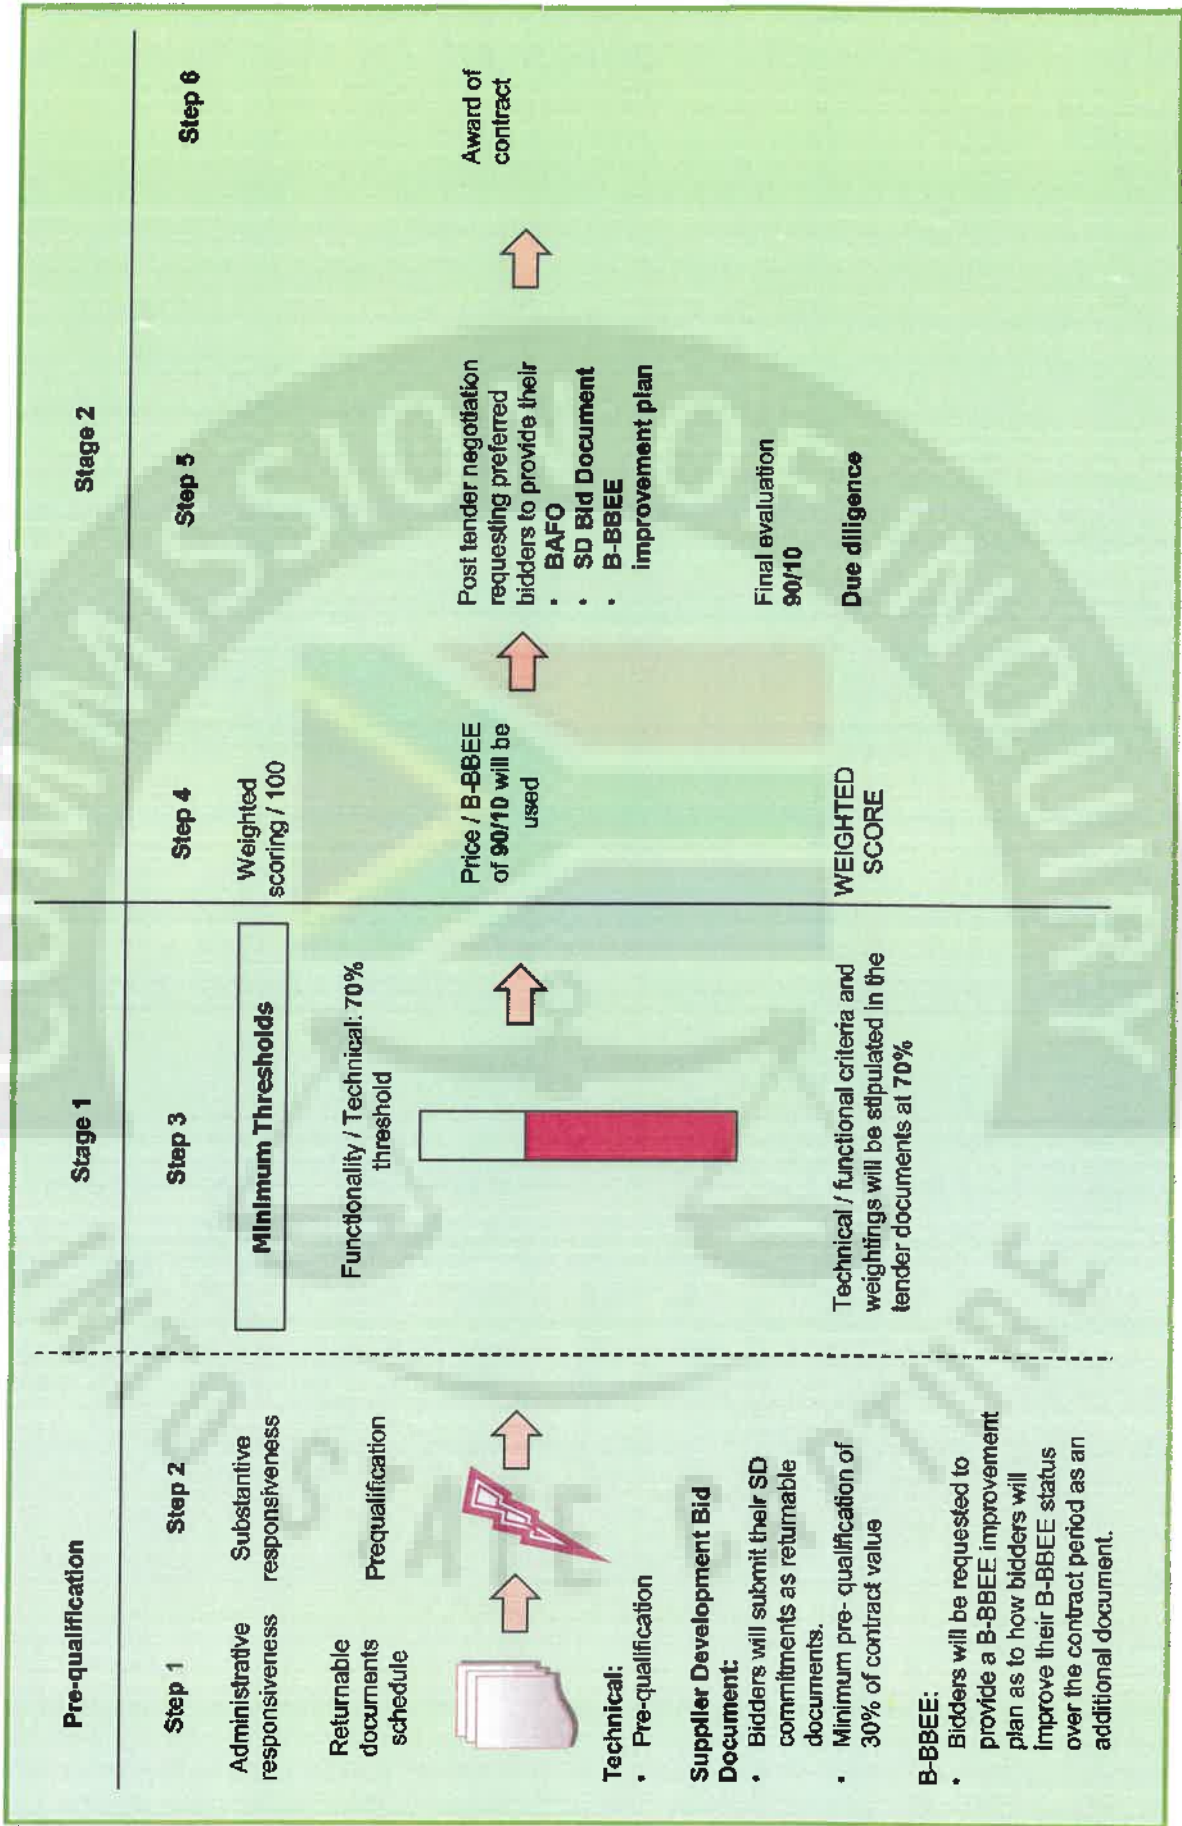 Pre-qualification
Stage 1
Stage 2
Step 1
Step 2
Step 3
Step 4
Step 5
Step 6
Administrative
responsiveness
Substantive
responsiveness
Minimum Thresholds
Weighted
scoring / 100
Returnable
documents
schedule
Prequalification
Functionality / Technical: 70%
threshold
Price / B-BBEE
of 90/10 will be
used
Post tender negotiation
requesting preferred
bidders to provide their
• BAFO
• SD Bid Document
• B-BBEE
improvement plan
Award of
contract
Technical:
• Pre-qualification
Supplier Development Bid
Document:
• Bidders will submit their SD
commitments as returnable
documents.
• Minimum pre- qualification of
30% of contract value
B-BBEE:
• Bidders will be requested to
provide a B-BBEE improvement
plan as to how bidders will
improve their B-BBEE status
over the contract period as an
additional document.
Technical / functional criteria and
weightings will be stipulated in the
tender documents at 70%
WEIGHTED
SCORE
Final evaluation
90/10
Due diligence
COMMISSION OF INQUIRY
INTO STATE CAPTURE